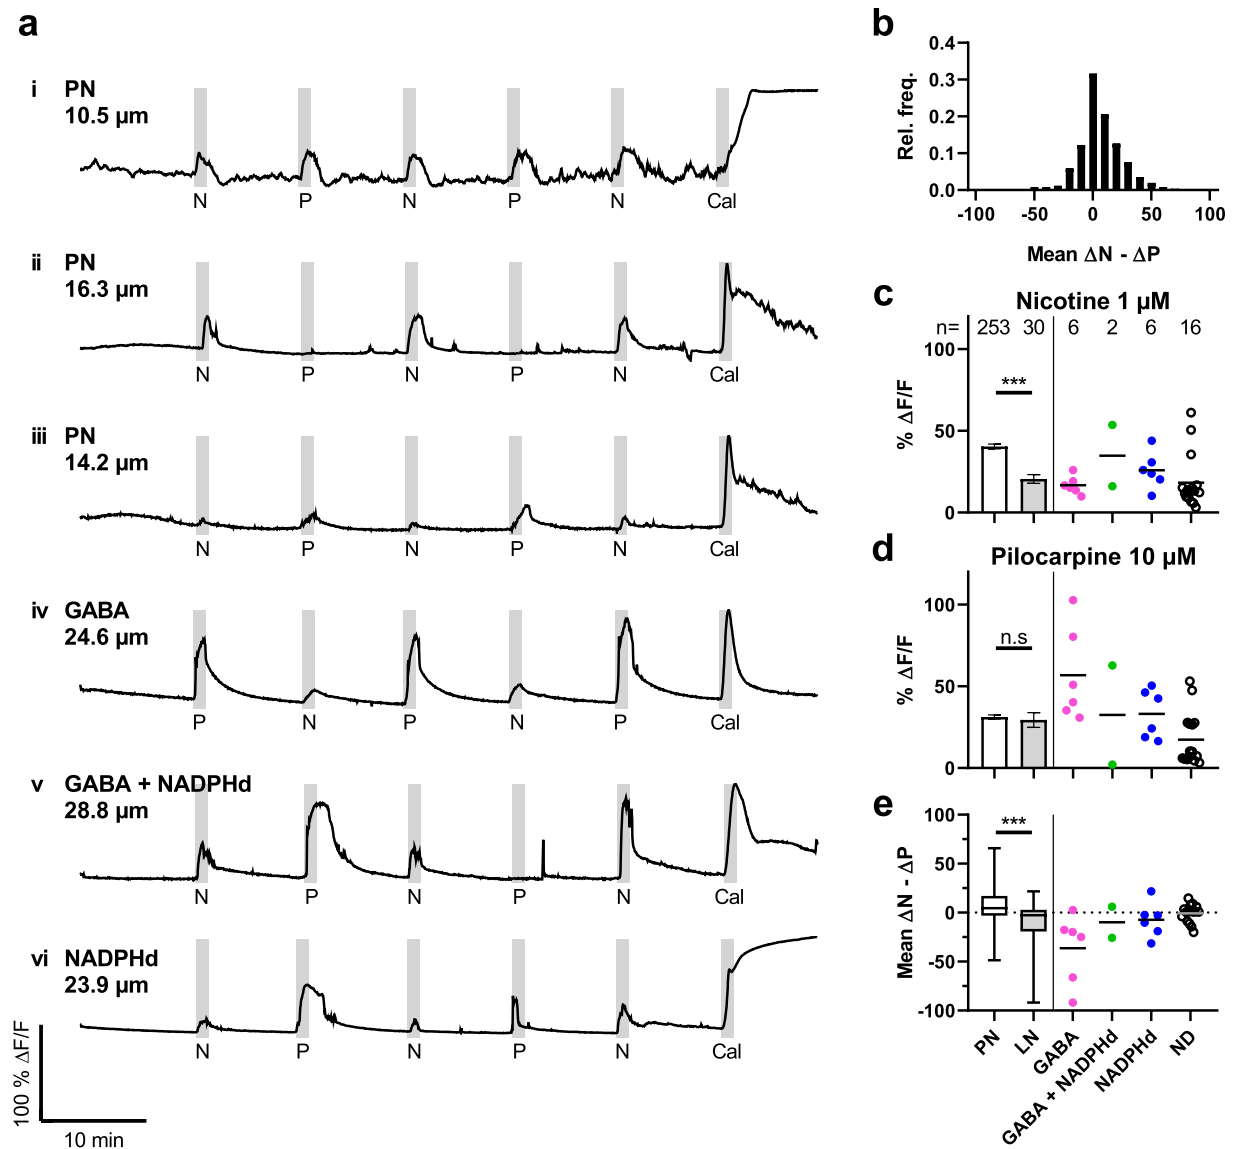 a
i PN
10.5 µm
N P N P N Cal
ii PN
16.3 µm
N P N P N Cal
iii PN
14.2 µm
N P N P N Cal
iv GABA
24.6 µm
P N P N P Cal
v GABA + NADPHd
28.8 µm
N P N P N Cal
vi NADPHd
23.9 µm
N P N P N Cal
100 % ΔF/F
10 min
b
Rel. freq.
0.4
0.3
0.2
0.1
0.0
-100 -50 0 50 100
Mean ΔN - ΔP
c
Nicotine 1 µM
n= 253 30 6 2 6 16
% ΔF/F
100
50
0
***
d
Pilocarpine 10 µM
% ΔF/F
100
50
0
n.s
e
Mean ΔN - ΔP
100
50
0
-50
-100
***
PN
LN
GABA
GABA + NADPHd
NADPHd
ND